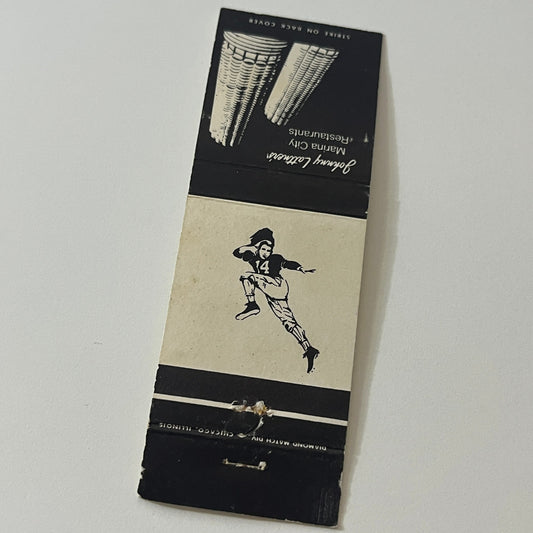 STRIKE ON BACK COVER
Johnny Lattner's
Marina City
Restaurants
14
DIAMOND MATCH DIV. CHICAGO, ILLINOIS